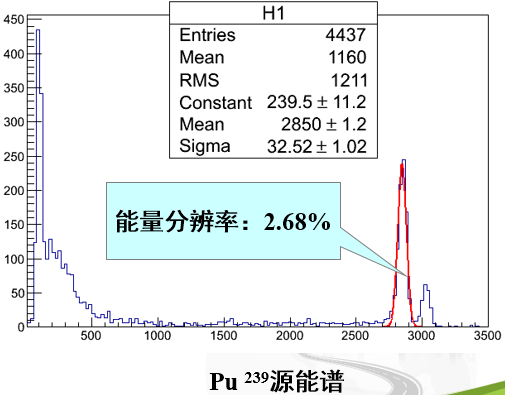 H1
Entries 4437
Mean 1160
RMS 1211
Constant 239.5 ± 11.2
Mean 2850 ± 1.2
Sigma 32.52 ± 1.02
450
400
350
300
250
200
150
100
50
0
能量分辨率：2.68%
500 1000 1500 2000 2500 3000 3500
Pu 239源能谱